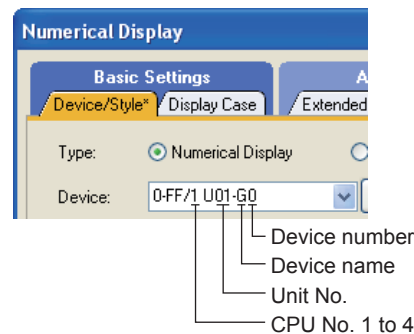 Numerical Display
Basic Settings
A
Device/Style* Display Case Extended
Type: Numerical Display
Device: 0-FF/1 U01-G0
Device number
Device name
Unit No.
CPU No. 1 to 4